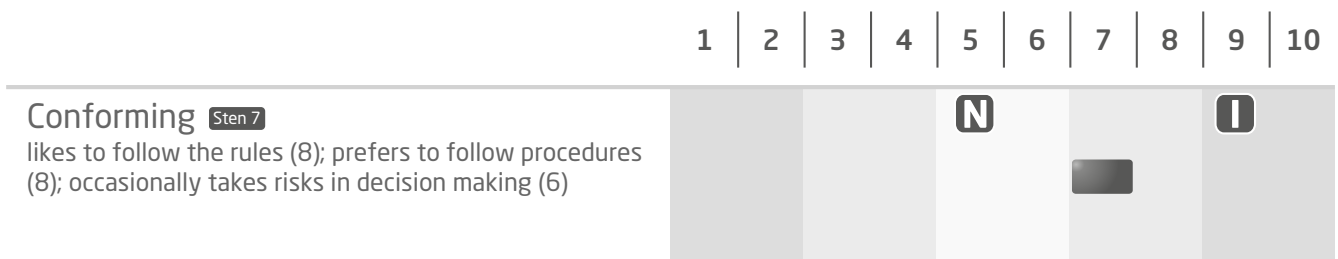 1 2 3 4 5 6 7 8 9 10
Conforming Sten 7 N I
likes to follow the rules (8); prefers to follow procedures
(8); occasionally takes risks in decision making (6)